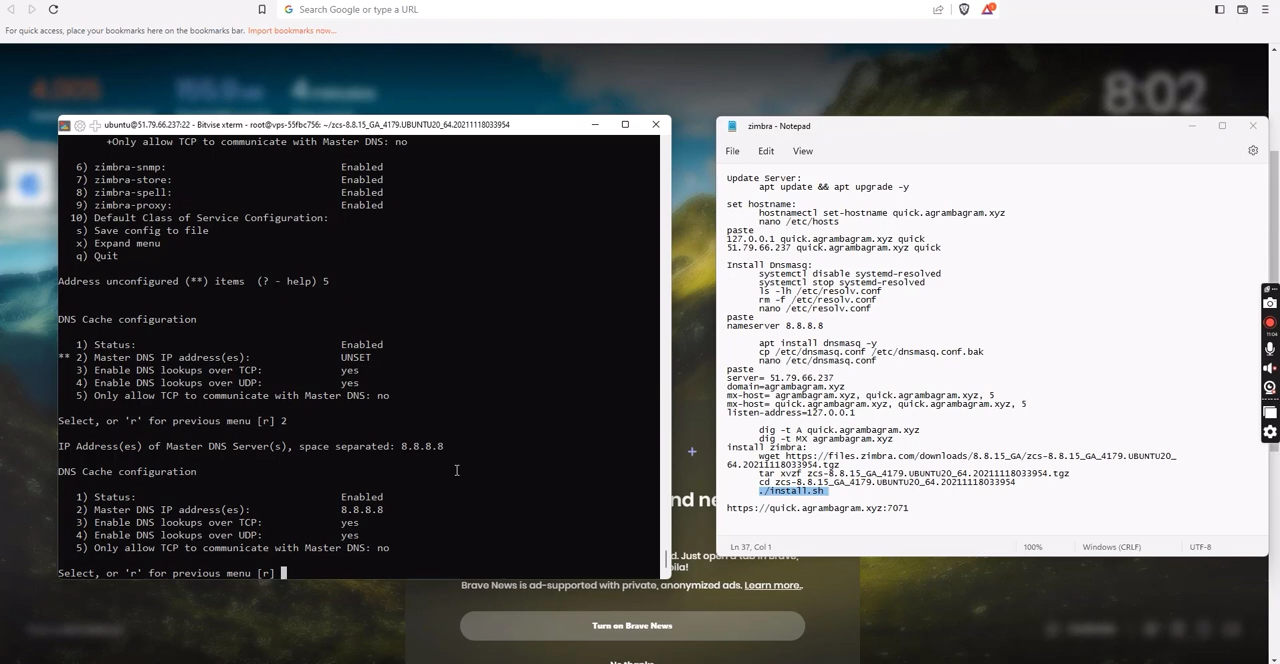 Search Google or type a URL
For quick access, place your bookmarks here on the bookmarks bar. Import bookmarks now...
8:02
ubuntu@51.79.66.237:22 - Bitvise xterm - root@vps-55fbc756: ~/zcs-8.8.15_GA_4179.UBUNTU20_64.20211118033954
+Only allow TCP to communicate with Master DNS: no
6) zimbra-snmp: Enabled
7) zimbra-store: Enabled
8) zimbra-spell: Enabled
9) zimbra-proxy: Enabled
10) Default Class of Service Configuration:
s) Save config to file
x) Expand menu
q) Quit
Address unconfigured (**) items (? - help) 5
DNS Cache configuration
1) Status: Enabled
** 2) Master DNS IP address(es): UNSET
3) Enable DNS lookups over TCP: yes
4) Enable DNS lookups over UDP: yes
5) Only allow TCP to communicate with Master DNS: no
Select, or 'r' for previous menu [r] 2
IP Address(es) of Master DNS Server(s), space separated: 8.8.8.8
DNS Cache configuration
1) Status: Enabled
2) Master DNS IP address(es): 8.8.8.8
3) Enable DNS lookups over TCP: yes
4) Enable DNS lookups over UDP: yes
5) Only allow TCP to communicate with Master DNS: no
Select, or 'r' for previous menu [r]
zimbra - Notepad
File Edit View
Update Server:
apt update && apt upgrade -y
set hostname:
hostnamectl set-hostname quick.agrambagram.xyz
nano /etc/hosts
paste
127.0.0.1 quick.agrambagram.xyz quick
51.79.66.237 quick.agrambagram.xyz quick
Install Dnsmasq:
systemctl disable systemd-resolved
systemctl stop systemd-resolved
ls -lh /etc/resolv.conf
rm -f /etc/resolv.conf
nano /etc/resolv.conf
paste
nameserver 8.8.8.8
apt install dnsmasq -y
cp /etc/dnsmasq.conf /etc/dnsmasq.conf.bak
nano /etc/dnsmasq.conf
paste
server= 51.79.66.237
domain=agrambagram.xyz
mx-host= agrambagram.xyz, quick.agrambagram.xyz, 5
mx-host= quick.agrambagram.xyz, quick.agrambagram.xyz, 5
listen-address=127.0.0.1
dig -t A quick.agrambagram.xyz
dig -t MX agrambagram.xyz
install zimbra:
wget https://files.zimbra.com/downloads/8.8.15_GA/zcs-8.8.15_GA_4179.UBUNTU20_
64.20211118033954.tgz
tar xvzf zcs-8.8.15_GA_4179.UBUNTU20_64.20211118033954.tgz
cd zcs-8.8.15_GA_4179.UBUNTU20_64.20211118033954
./install.sh
https://quick.agrambagram.xyz:7071
Ln 37, Col 1 100% Windows (CRLF) UTF-8
11:04
nd ne
a. Just open a tab in Brave,
oila!
Brave News is ad-supported with private, anonymized ads. Learn more.
Turn on Brave News
No thanks